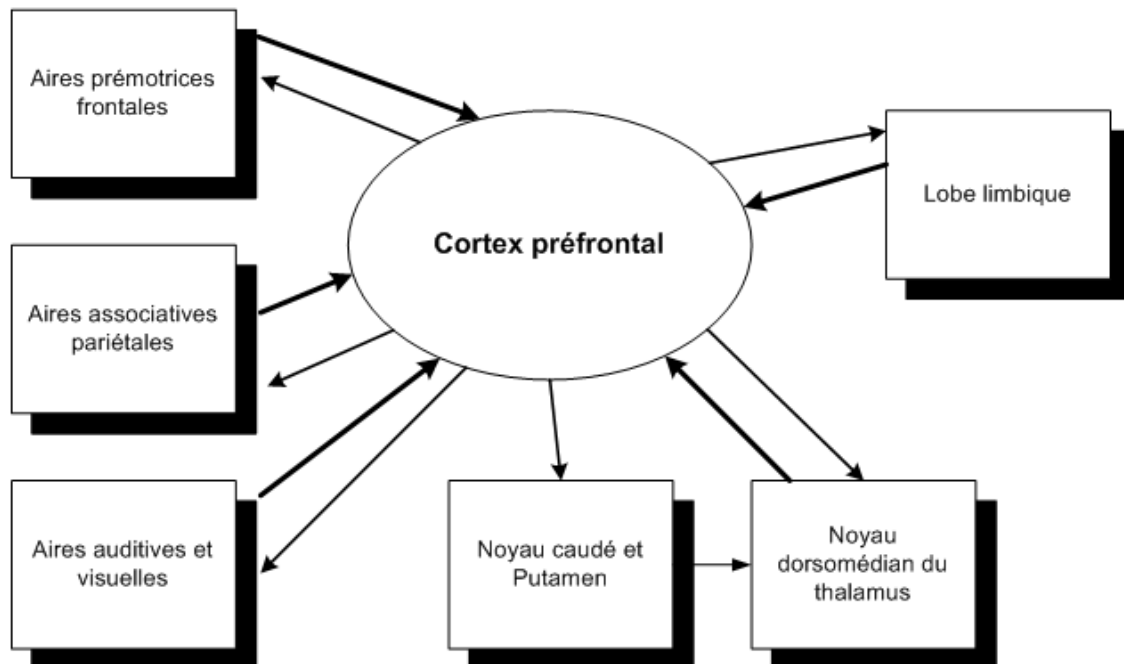 Aires prémotrices
frontales
Lobe limbique
Cortex préfrontal
Aires associatives
pariétales
Aires auditives et
visuelles
Noyau caudé et
Putamen
Noyau
dorsomédian du
thalamus